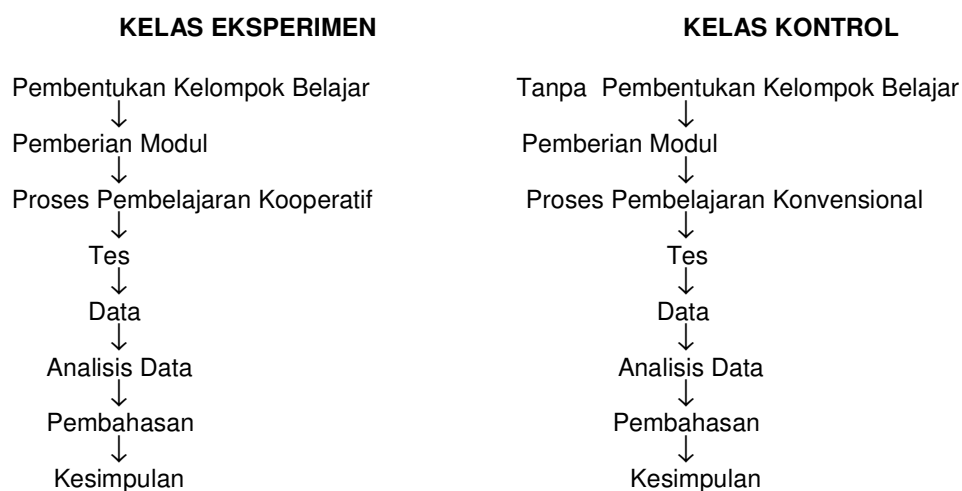 KELAS EKSPERIMEN KELAS KONTROL
Pembentukan Kelompok Belajar Tanpa Pembentukan Kelompok Belajar
↓ ↓
Pemberian Modul Pemberian Modul
↓ ↓
Proses Pembelajaran Kooperatif Proses Pembelajaran Konvensional
↓ ↓
Tes Tes
↓ ↓
Data Data
↓ ↓
Analisis Data Analisis Data
↓ ↓
Pembahasan Pembahasan
↓ ↓
Kesimpulan Kesimpulan